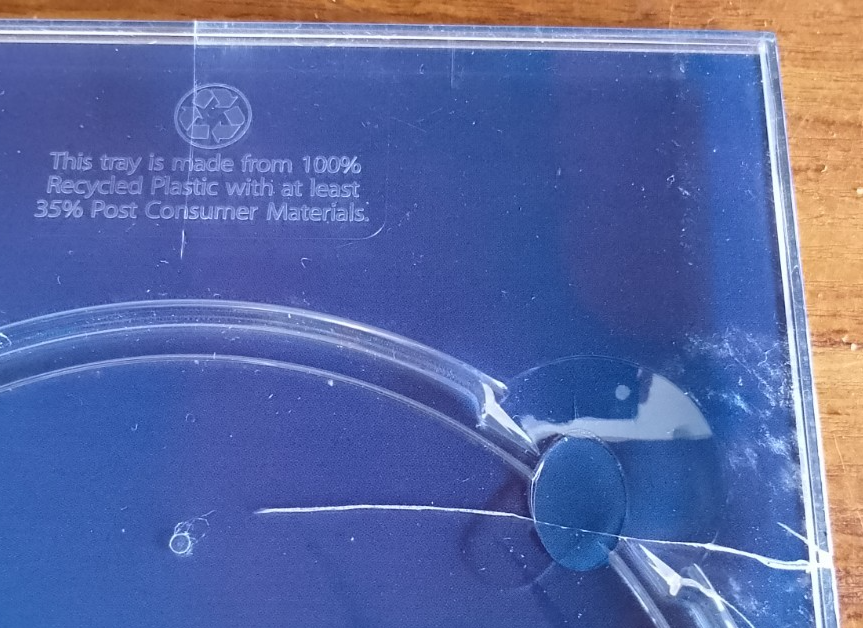 This tray is made from 100%
Recycled Plastic with at least
35% Post Consumer Materials.